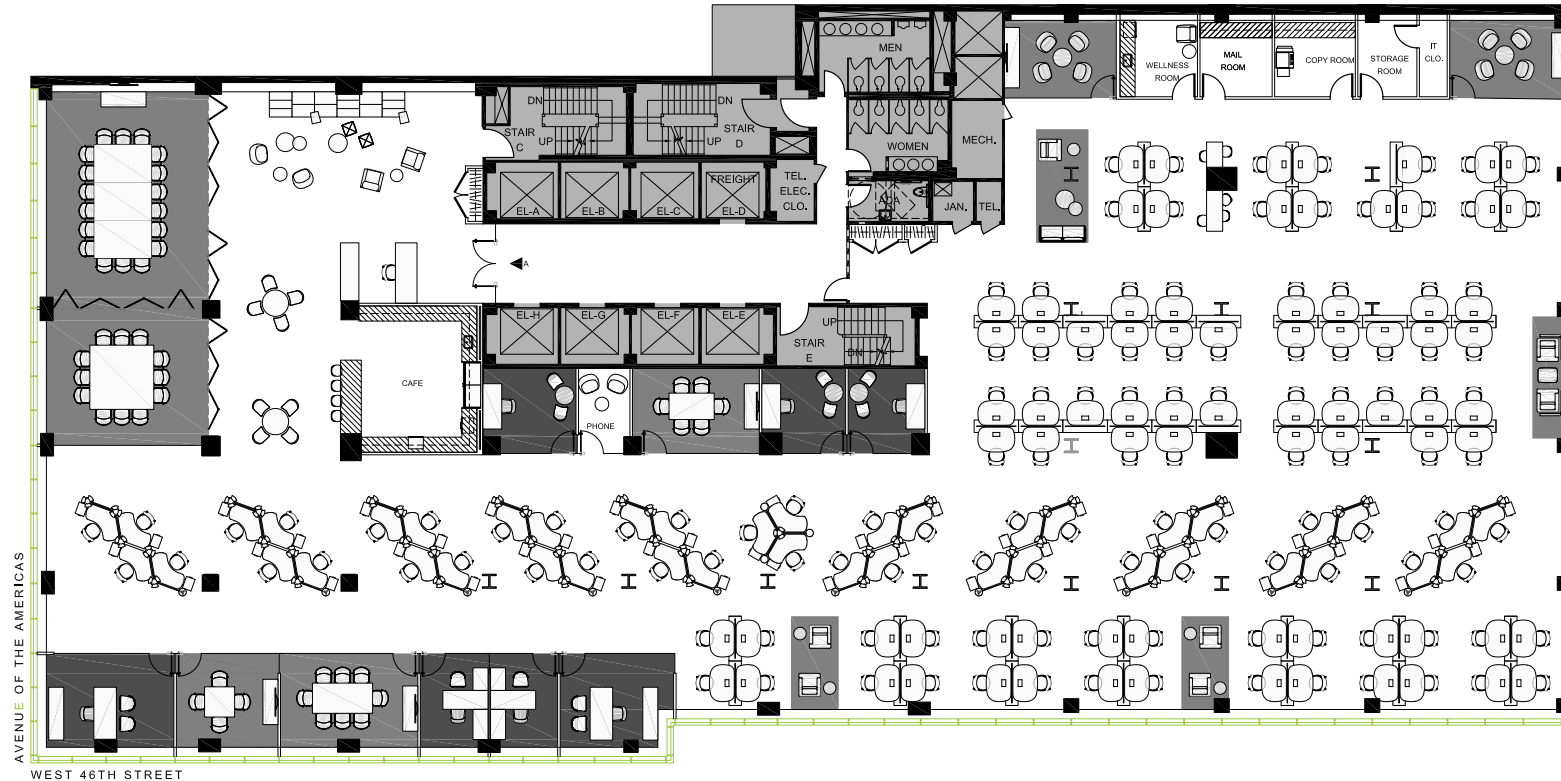 MEN
WELLNESS
ROOM
MAIL
ROOM
COPY ROOM
STORAGE
ROOM
IT
CLO.
DN
STAIR
C
UP
DN
STAIR
D
UP
WOMEN
MECH.
EL-A
EL-B
EL-C
FREIGHT
EL-D
TEL.
ELEC.
CLO.
ADA
JAN.
TEL.
A
EL-H
EL-G
EL-F
EL-E
UP
STAIR
E
DN
CAFE
PHONE
AVENUE OF THE AMERICAS
WEST 46TH STREET